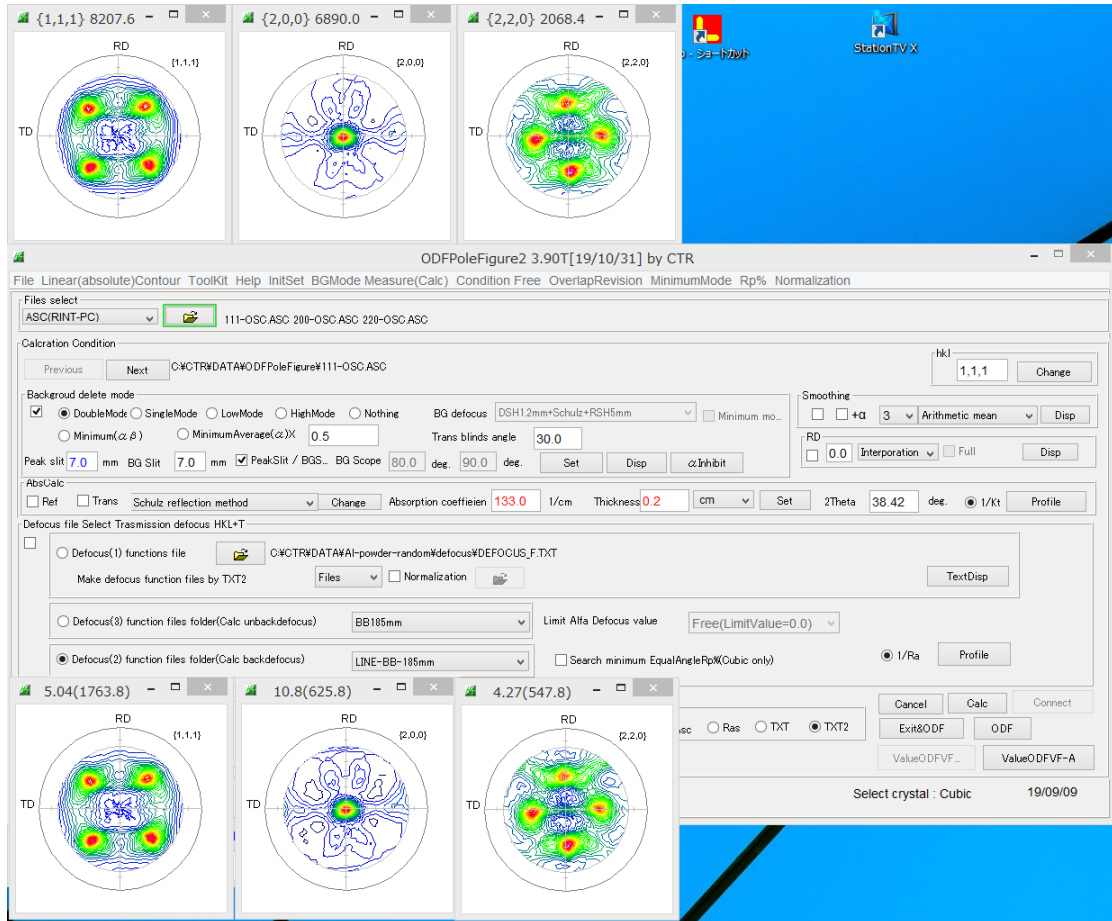 {1,1,1} 8207.6
{2,0,0} 6890.0
{2,2,0} 2068.4
RD
{1,1,1}
TD
RD
{2,0,0}
TD
RD
{2,2,0}
TD
ショートカット
StationTV X
ODFPoleFigure2 3.90T[19/10/31] by CTR
File Linear(absolute)Contour ToolKit Help InitSet BGMode Measure(Calc) Condition Free OverlapRevision MinimumMode Rp% Normalization
Files select
ASC(RINT-PC) 111-OSC.ASC 200-OSC.ASC 220-OSC.ASC
Calcration Condition
Previous Next C:¥CTR¥DATA¥ODFPoleFigure¥111-OSC.ASC
hkl
1,1,1 Change
Backgroud delete mode
DoubleMode SingleMode LowMode HighMode Nothing BG defocus DSH1.2mm+Schulz+RSH5mm Minimum mo...
Minimum(αβ) MinimumAverage(α)X 0.5 Trans blinds angle 30.0
Peak slit 7.0 mm BG Slit 7.0 mm PeakSlit / BGS... BG Scope 80.0 deg. 90.0 deg. Set Disp αInhibit
Smoothing
+α 3 Arithmetic mean Disp
RD
0.0 Interporation Full Disp
AbsCalc
Ref Trans Schulz reflection method Change Absorption coeffieien 133.0 1/cm Thickness 0.2 cm Set 2Theta 38.42 deg. 1/Kt Profile
Defocus file Select Trasmission defocus HKL+T
Defocus(1) functions file C:¥CTR¥DATA¥Al-powder-random¥defocus¥DEFOCUS_F.TXT
Make defocus function files by TXT2 Files Normalization TextDisp
Defocus(3) function files folder(Calc unbackdefocus) BB185mm Limit Alfa Defocus value Free(LimitValue=0.0)
Defocus(2) function files folder(Calc backdefocus) LINE-BB-185mm Search minimum EqualAngleRp%(Cubic only) 1/Ra Profile
5.04(1763.8)
10.8(625.8)
4.27(547.8)
RD
{1,1,1}
TD
RD
{2,0,0}
TD
RD
{2,2,0}
TD
Ras TXT TXT2
Cancel Calc Connect
Exit&ODF ODF
ValueODFVF... ValueODFVF-A
Select crystal : Cubic 19/09/09